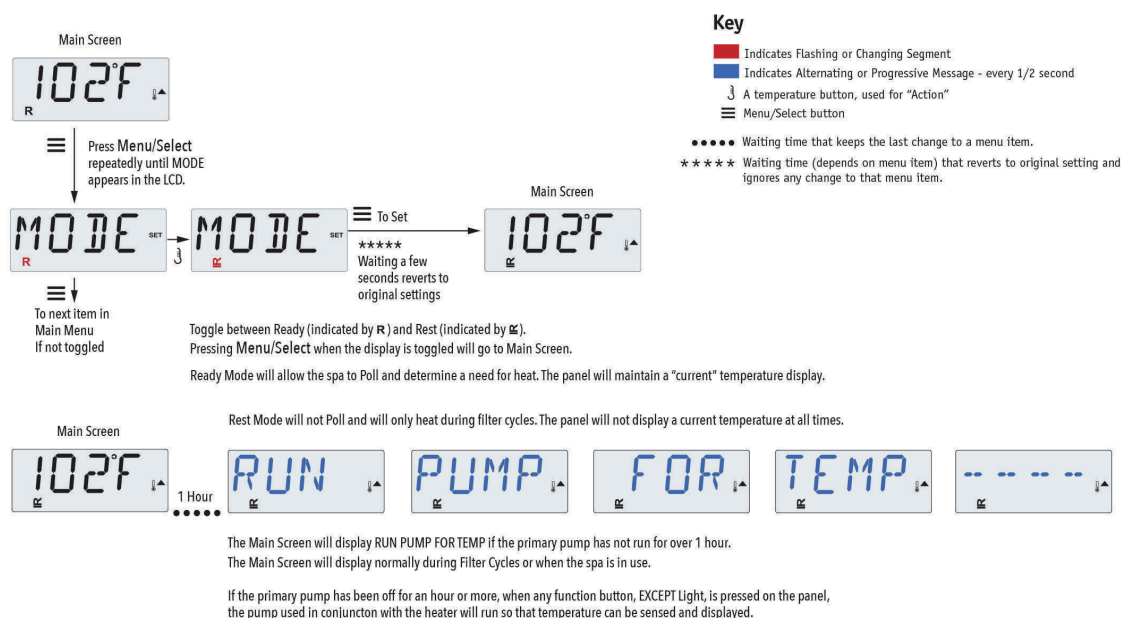 Key
Main Screen
Indicates Flashing or Changing Segment
Indicates Alternating or Progressive Message - every 1/2 second
A temperature button, used for “Action”
Menu/Select button
Waiting time that keeps the last change to a menu item.
***** Waiting time (depends on menu item) that reverts to original setting and
ignores any change to that menu item.
102°F
R
Press Menu/Select
repeatedly until MODE
appears in the LCD.
MODE SET
R
MODE SET
R
To Set
*****
Waiting a few
seconds reverts to
original settings
Main Screen
102°F
R
To next item in
Main Menu
If not toggled
Toggle between Ready (indicated by R) and Rest (indicated by R).
Pressing Menu/Select when the display is toggled will go to Main Screen.
Ready Mode will allow the spa to Poll and determine a need for heat. The panel will maintain a “current” temperature display.
Rest Mode will not Poll and will only heat during filter cycles. The panel will not display a current temperature at all times.
Main Screen
102°F
R
1 Hour
RUN
R
PUMP
R
FOR
R
TEMP
R
-- -- -- --
R
The Main Screen will display RUN PUMP FOR TEMP if the primary pump has not run for over 1 hour.
The Main Screen will display normally during Filter Cycles or when the spa is in use.
If the primary pump has been off for an hour or more, when any function button, EXCEPT Light, is pressed on the panel,
the pump used in conjuncton with the heater will run so that temperature can be sensed and displayed.